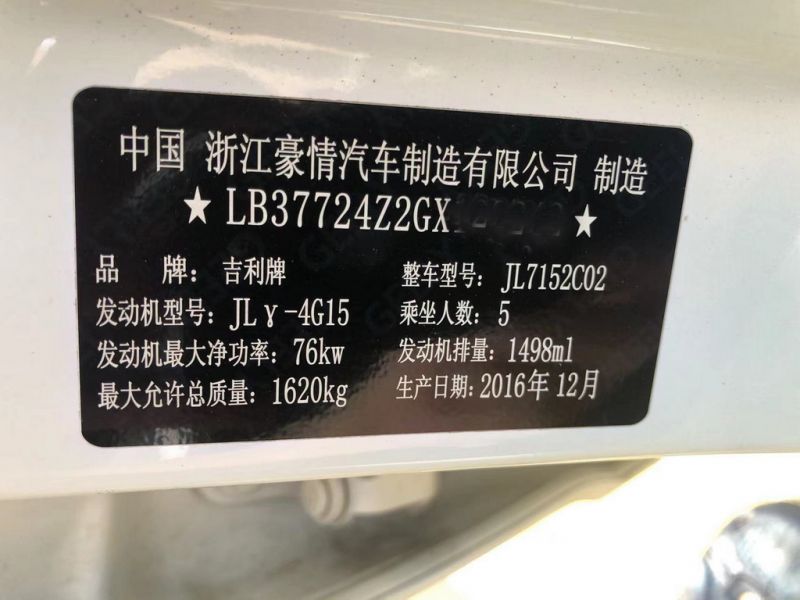 中国 浙江豪情汽车制造有限公司 制造
★LB37724Z2GX ★
品 牌：吉利牌 整车型号：JL7152C02
发动机型号：JLγ-4G15 乘坐人数：5
发动机最大净功率：76kw 发动机排量：1498ml
最大允许总质量：1620kg 生产日期：2016年12月